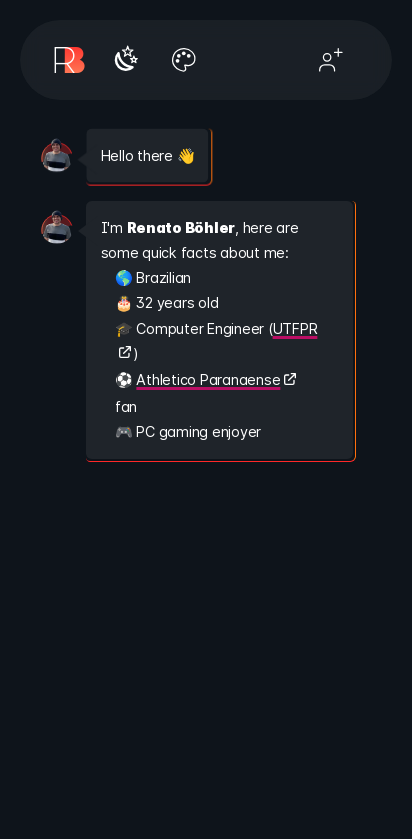 RB
Hello there 👋
I'm Renato Böhler, here are
some quick facts about me:
🌎 Brazilian
🎂 32 years old
🎓 Computer Engineer (UTFPR
)
⚽ Athletico Paranaense
fan
🎮 PC gaming enjoyer